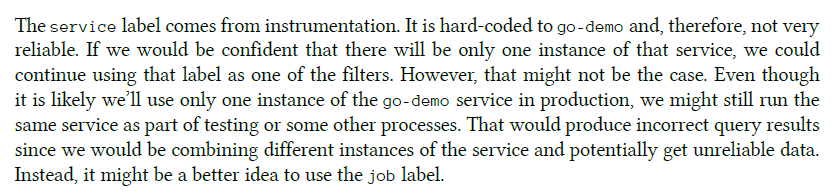 The service label comes from instrumentation. It is hard-coded to go-demo and, therefore, not very
reliable. If we would be confident that there will be only one instance of that service, we could
continue using that label as one of the filters. However, that might not be the case. Even though
it is likely we’ll use only one instance of the go-demo service in production, we might still run the
same service as part of testing or some other processes. That would produce incorrect query results
since we would be combining different instances of the service and potentially get unreliable data.
Instead, it might be a better idea to use the job label.